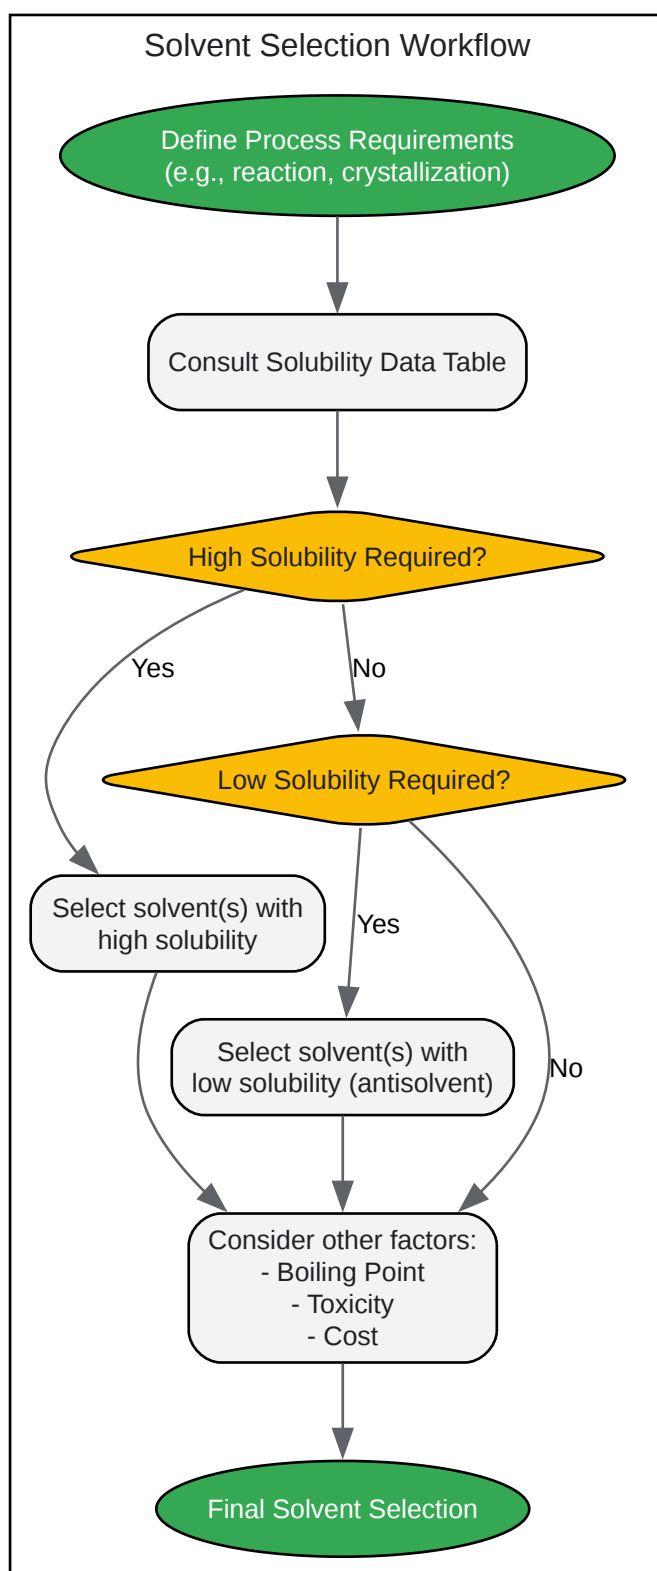 Solvent Selection Workflow
Define Process Requirements
(e.g., reaction, crystallization)
Consult Solubility Data Table
High Solubility Required?
Yes
No
Low Solubility Required?
Select solvent(s) with
high solubility
Yes
Select solvent(s) with
low solubility (antisolvent)
No
Consider other factors:
- Boiling Point
- Toxicity
- Cost
Final Solvent Selection